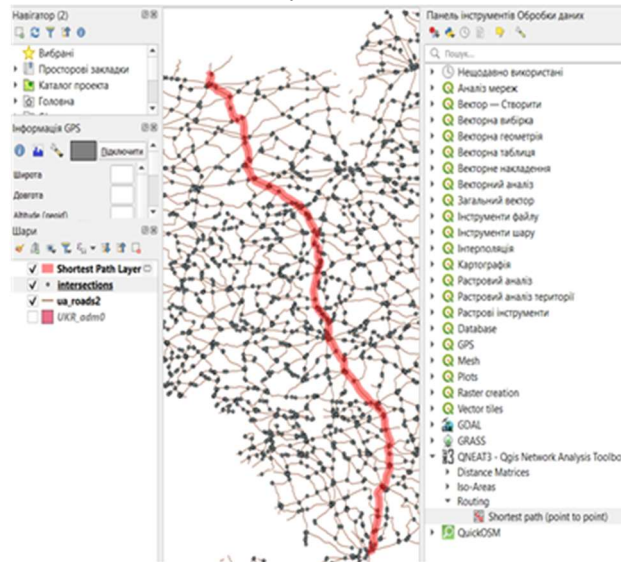 Навігатор (2)
Вибрані
Просторові закладки
Каталог проекта
Головна
Інформація GPS
Підключити
Широта
Довгота
Altitude (geoid)
Шари
Shortest Path Layer
intersections
ua_roads2
UKR_adm0
Панель інструментів Обробки даних
Пошук...
Нещодавно використані
Аналіз мереж
Вектор — Створити
Векторна вибірка
Векторна геометрія
Векторна таблиця
Векторне накладення
Векторний аналіз
Загальний вектор
Інструменти файлу
Інструменти шару
Інтерполяція
Картографія
Растровий аналіз
Растровий аналіз території
Растрові інструменти
Database
GPS
Mesh
Plots
Raster creation
Vector tiles
GDAL
GRASS
QNEAT3 - Qgis Network Analysis Toolbo
Distance Matrices
Iso-Areas
Routing
Shortest path (point to point)
QuickOSM